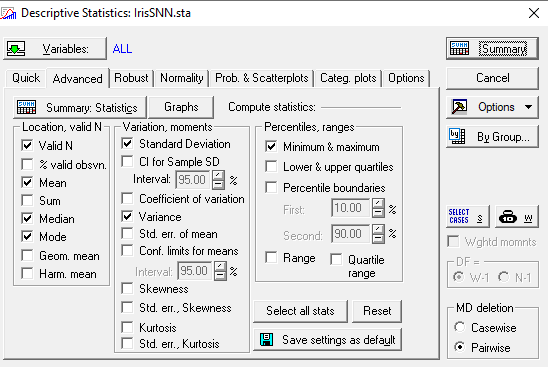 Descriptive Statistics: IrisSNN.sta
Variables: ALL
Summary
Quick Advanced Robust Normality Prob. & Scatterplots Categ. plots Options
Cancel
Summary: Statistics Graphs Compute statistics:
Options
By Group...
Location, valid N
Valid N
% valid obsvn.
Mean
Sum
Median
Mode
Geom. mean
Harm. mean
Variation, moments
Standard Deviation
CI for Sample SD
Interval: 95.00 %
Coefficient of variation
Variance
Std. err. of mean
Conf. limits for means
Interval: 95.00 %
Skewness
Std. err., Skewness
Kurtosis
Std. err., Kurtosis
Percentiles, ranges
Minimum & maximum
Lower & upper quartiles
Percentile boundaries
First: 10.00 %
Second: 90.00 %
Range
Quartile
range
Select all stats Reset
Save settings as default
SELECT
CASES
S
W
Wghtd momnts
DF =
W-1 N-1
MD deletion
Casewise
Pairwise